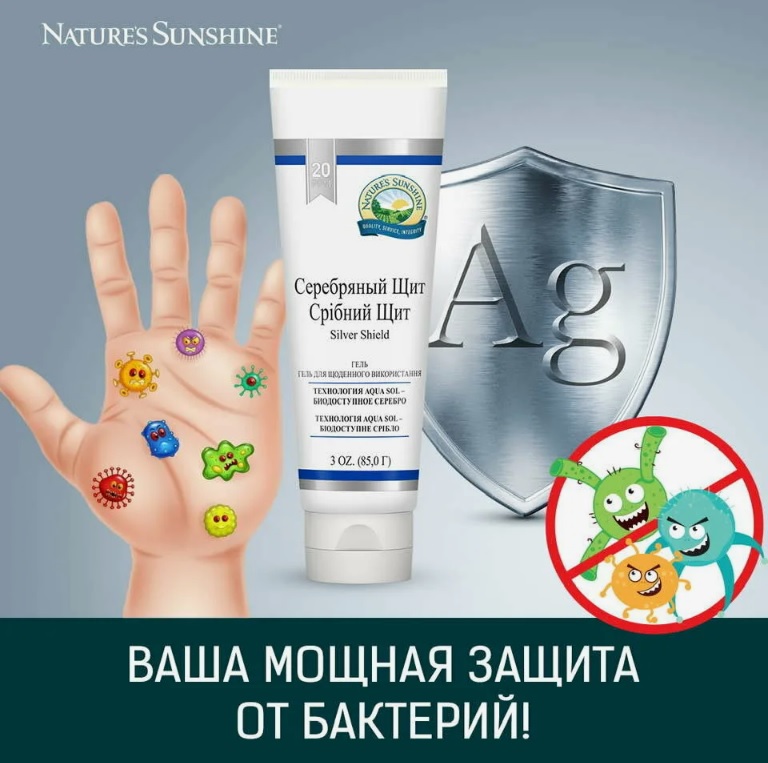 NATURE'S SUNSHINE
20
NATURE'S SUNSHINE
QUALITY, SERVICE, INTEGRITY
Серебряный Щит
Срібний Щит
Silver Shield
ГЕЛЬ
ГЕЛЬ ДЛЯ ЩОДЕННОГО ВИКОРИСТАННЯ
ТЕХНОЛОГИЯ AQUA SOL –
БИОДОСТУПНОЕ СЕРЕБРО
ТЕХНОЛОГІЯ AQUA SOL –
БІОДОСТУПНЕ СРІБЛО
3 OZ. (85,0 Г)
Ag
ВАША МОЩНАЯ ЗАЩИТА
ОТ БАКТЕРИЙ!